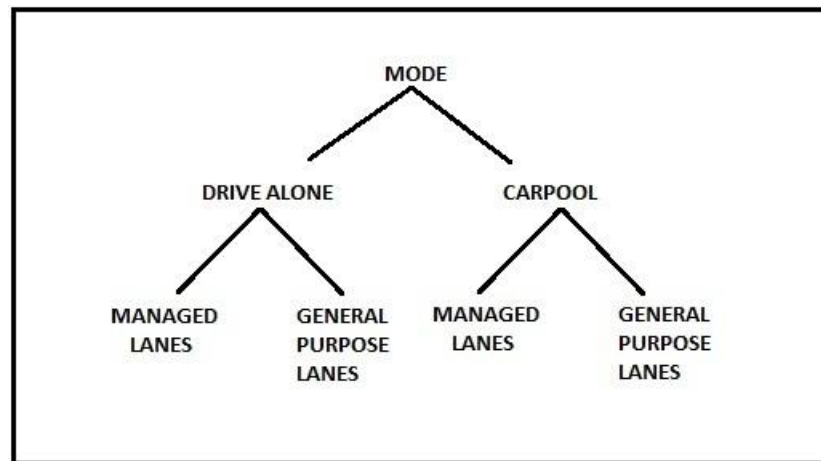 MODE
DRIVE ALONE
CARPOOL
MANAGED
LANES
GENERAL
PURPOSE
LANES
MANAGED
LANES
GENERAL
PURPOSE
LANES